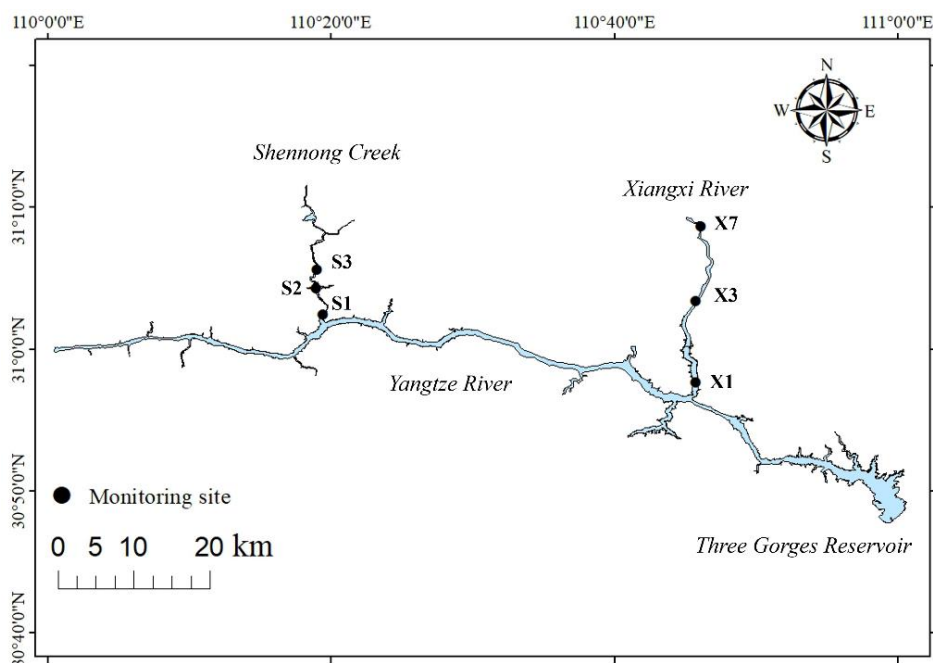 110°0'0"E 110°20'0"E 110°40'0"E 111°0'0"E
N
W E
S
Shennong Creek
Xiangxi River
31°10'0"N
X7
S3
S2
X3
S1
31°0'0"N
Yangtze River
X1
30°50'0"N
Monitoring site
0 5 10 20 km
Three Gorges Reservoir
30°40'0"N